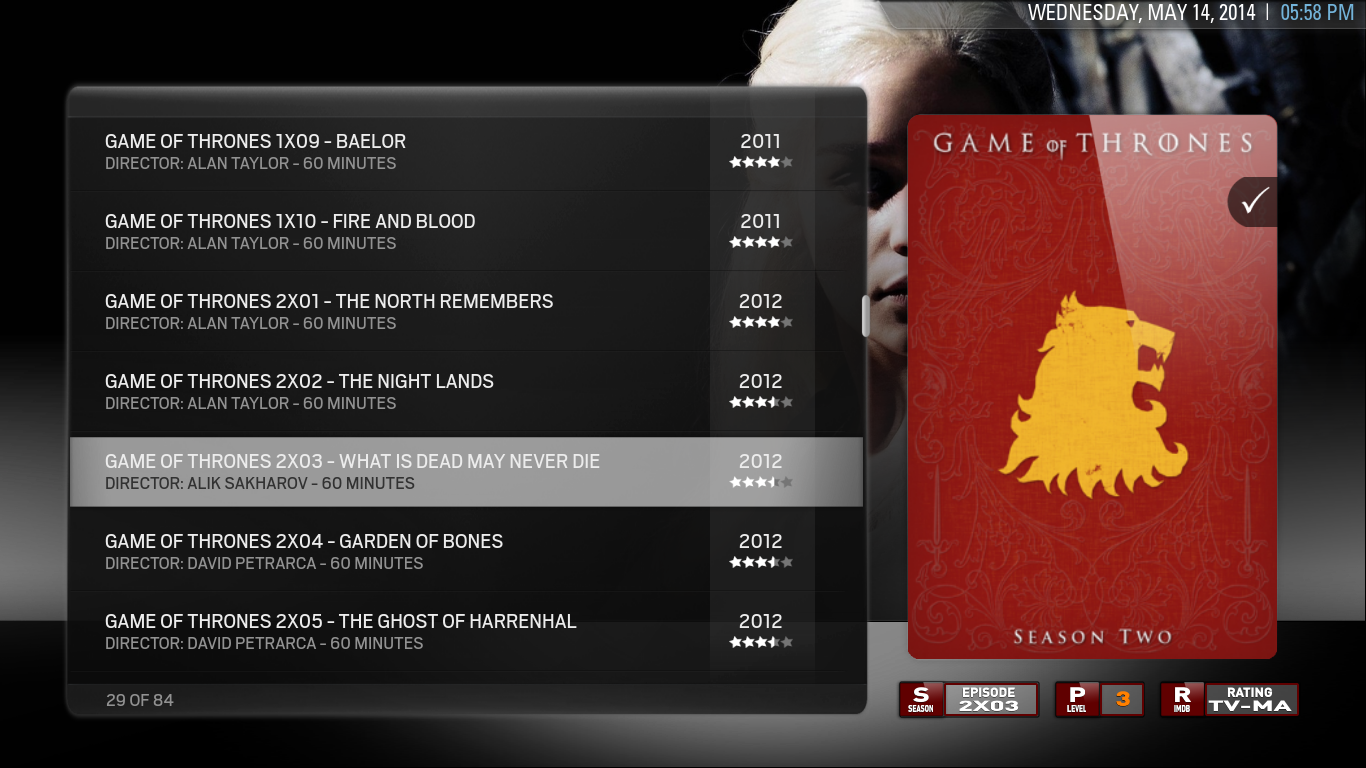 WEDNESDAY, MAY 14, 2014 | 05:58 PM
GAME OF THRONES 1X09 - BAELOR 2011
DIRECTOR: ALAN TAYLOR - 60 MINUTES
GAME OF THRONES 1X10 - FIRE AND BLOOD 2011
DIRECTOR: ALAN TAYLOR - 60 MINUTES
GAME OF THRONES 2X01 - THE NORTH REMEMBERS 2012
DIRECTOR: ALAN TAYLOR - 60 MINUTES
GAME OF THRONES 2X02 - THE NIGHT LANDS 2012
DIRECTOR: ALAN TAYLOR - 60 MINUTES
GAME OF THRONES 2X03 - WHAT IS DEAD MAY NEVER DIE 2012
DIRECTOR: ALIK SAKHAROV - 60 MINUTES
GAME OF THRONES 2X04 - GARDEN OF BONES 2012
DIRECTOR: DAVID PETRARCA - 60 MINUTES
GAME OF THRONES 2X05 - THE GHOST OF HARRENHAL 2012
DIRECTOR: DAVID PETRARCA - 60 MINUTES
29 OF 84
GAME OF THRONES
SEASON TWO
S EPISODE
SEASON 2X03
P 3
LEVEL
R RATING
IMDB TV-MA